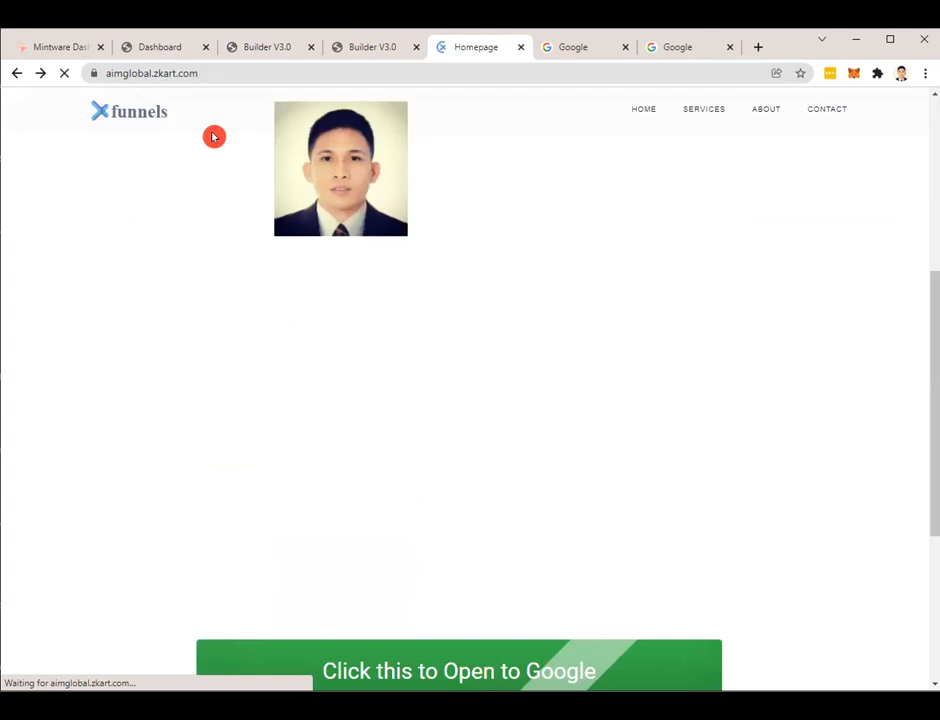 Mintware Das
Dashboard
Builder V3.0
Builder V3.0
Homepage
Google
Google
aimglobal.zkart.com
funnels
HOME
SERVICES
ABOUT
CONTACT
Click this to Open to Google
Waiting for aimglobal.zkart.com...